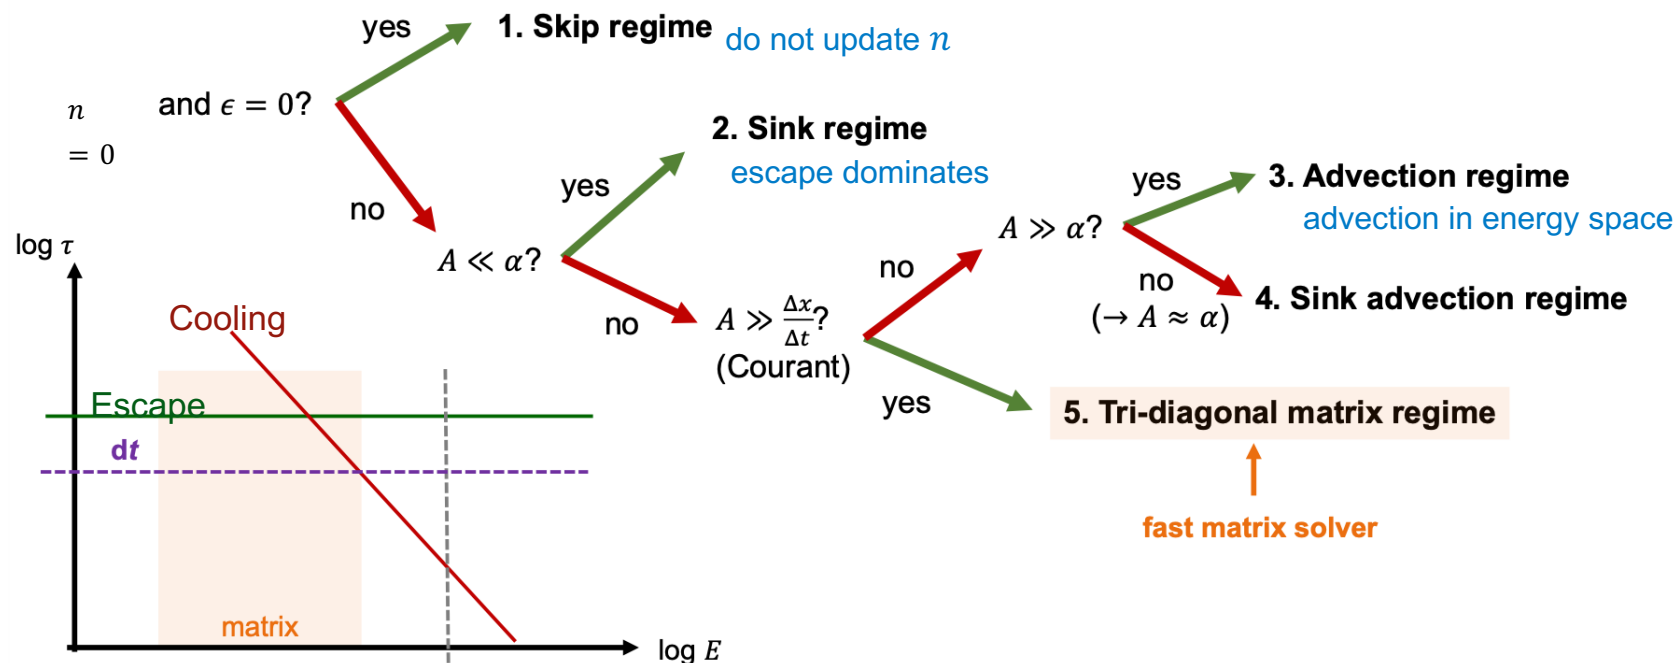 yes
1. Skip regime do not update n
n
= 0
and ϵ = 0?
no
yes
2. Sink regime
escape dominates
A ≪ α?
no
A ≫ Δx/Δt?
(Courant)
no
A ≫ α?
yes
3. Advection regime
advection in energy space
no
(→ A ≈ α)
4. Sink advection regime
yes
5. Tri-diagonal matrix regime
fast matrix solver
log τ
Cooling
Escape
dt
matrix
log E